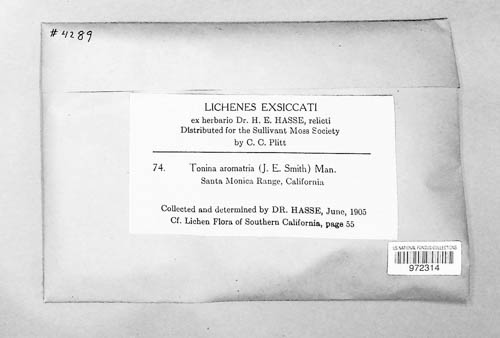 #4289
LICHENES EXSICCATI
ex herbario Dr. H. E. HASSE, relicti
Distributed for the Sullivant Moss Society
by C. C. Plitt
74. Tonina aromatria (J. E. Smith) Man.
Santa Monica Range, California
Collected and determined by DR. HASSE, June, 1905
Cf. Lichen Flora of Southern California, page 55
US NATIONAL FUNGUS COLLECTIONS
972314